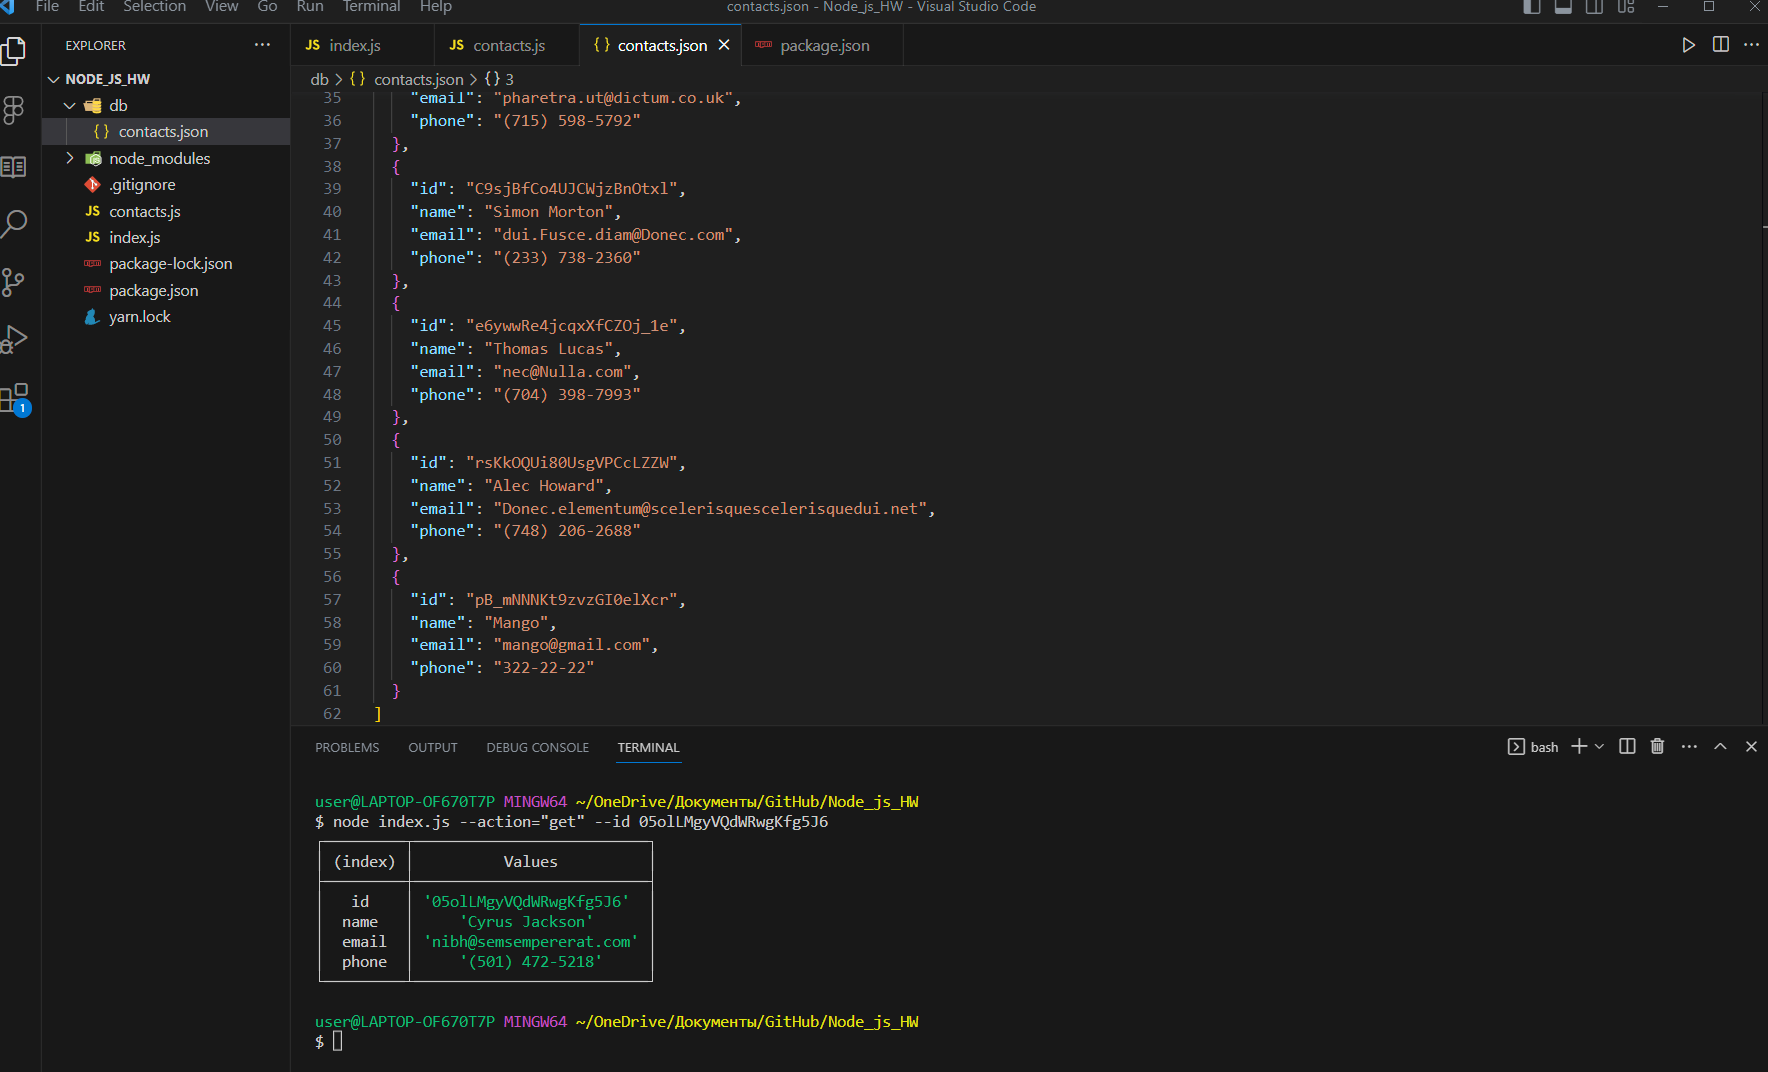 File Edit Selection View Go Run Terminal Help
contacts.json - Node_js_HW - Visual Studio Code
EXPLORER
NODE_JS_HW
db
contacts.json
node_modules
.gitignore
contacts.js
index.js
package-lock.json
package.json
yarn.lock
1
JS index.js
JS contacts.js
{} contacts.json
package.json
db > {} contacts.json > {} 3
35 "email": "pharetra.ut@dictum.co.uk",
36 "phone": "(715) 598-5792"
37 },
38 {
39 "id": "C9sjBfCo4UJCWjzBnOtxl",
40 "name": "Simon Morton",
41 "email": "dui.Fusce.diam@Donec.com",
42 "phone": "(233) 738-2360"
43 },
44 {
45 "id": "e6ywwRe4jcqxXfCZOj_1e",
46 "name": "Thomas Lucas",
47 "email": "nec@Nulla.com",
48 "phone": "(704) 398-7993"
49 },
50 {
51 "id": "rsKkOQUi80UsgVPCcLZZW",
52 "name": "Alec Howard",
53 "email": "Donec.elementum@scelerisquescelerisquedui.net",
54 "phone": "(748) 206-2688"
55 },
56 {
57 "id": "pB_mNNNKt9zvzGI0elXcr",
58 "name": "Mango",
59 "email": "mango@gmail.com",
60 "phone": "322-22-22"
61 }
62 ]
PROBLEMS OUTPUT DEBUG CONSOLE TERMINAL
bash
user@LAPTOP-OF670T7P MINGW64 ~/OneDrive/Документы/GitHub/Node_js_HW
$ node index.js --action="get" --id 05olLMgyVQdWRwgKfg5J6
(index) Values
id '05olLMgyVQdWRwgKfg5J6'
name 'Cyrus Jackson'
email 'nibh@semsempererat.com'
phone '(501) 472-5218'
user@LAPTOP-OF670T7P MINGW64 ~/OneDrive/Документы/GitHub/Node_js_HW
$